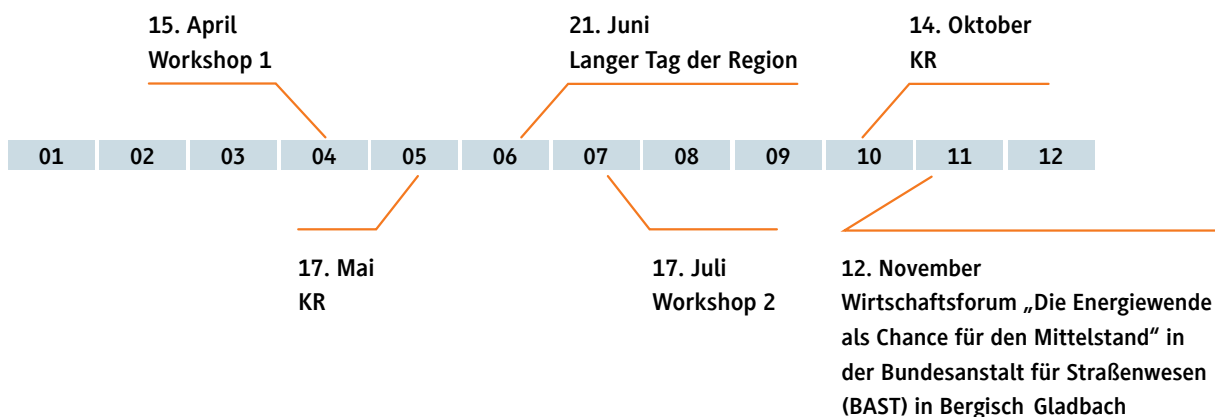 15. April
Workshop 1
21. Juni
Langer Tag der Region
14. Oktober
KR
01 02 03 04 05 06 07 08 09 10 11 12
17. Mai
KR
17. Juli
Workshop 2
12. November
Wirtschaftsforum „Die Energiewende
als Chance für den Mittelstand“ in
der Bundesanstalt für Straßenwesen
(BAST) in Bergisch Gladbach